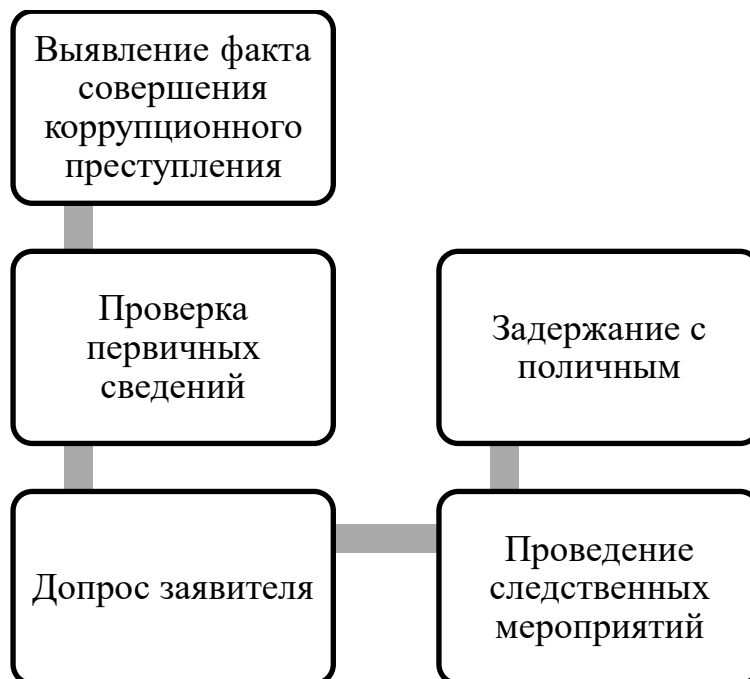 Выявление факта
совершения
коррупционного
преступления
Проверка
первичных
сведений
Допрос заявителя
Проведение
следственных
мероприятий
Задержание с
поличным